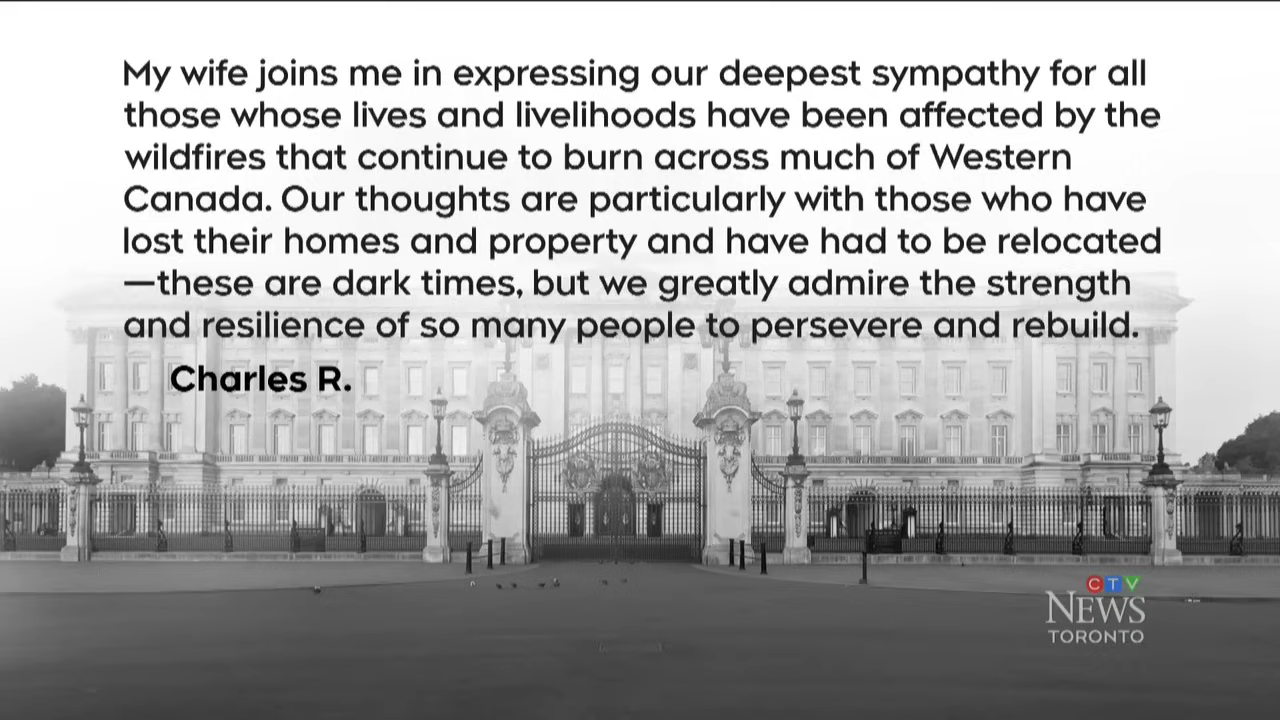 My wife joins me in expressing our deepest sympathy for all
those whose lives and livelihoods have been affected by the
wildfires that continue to burn across much of Western
Canada. Our thoughts are particularly with those who have
lost their homes and property and have had to be relocated
—these are dark times, but we greatly admire the strength
and resilience of so many people to persevere and rebuild.
Charles R.
CTV
NEWS
TORONTO